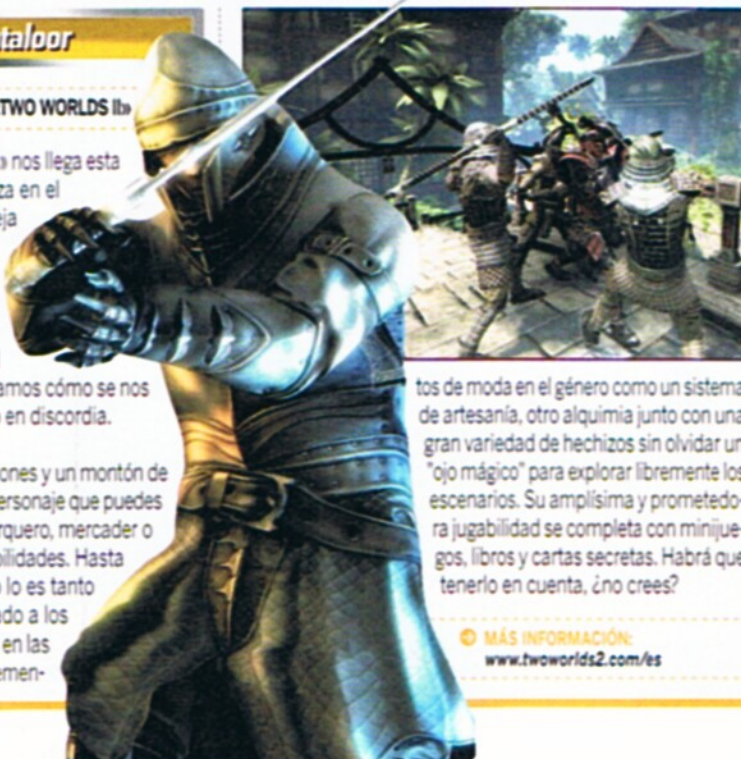 taloor
TWO WORLDS II»
» nos llega esta
za en el
eja
amos cómo se nos
o en discordia.
ones y un montón de
ersonaje que puedes
rquero, mercader o
bilidades. Hasta
o lo es tanto
ndo a los
en las
emen-
tos de moda en el género como un sistema
de artesanía, otro alquimia junto con una
gran variedad de hechizos sin olvidar un
"ojo mágico" para explorar libremente los
escenarios. Su amplísima y prometedo-
ra jugabilidad se completa con minijue-
gos, libros y cartas secretas. Habrá que
tenerlo en cuenta, ¿no crees?
MÁS INFORMACIÓN:
www.twoworlds2.com/es